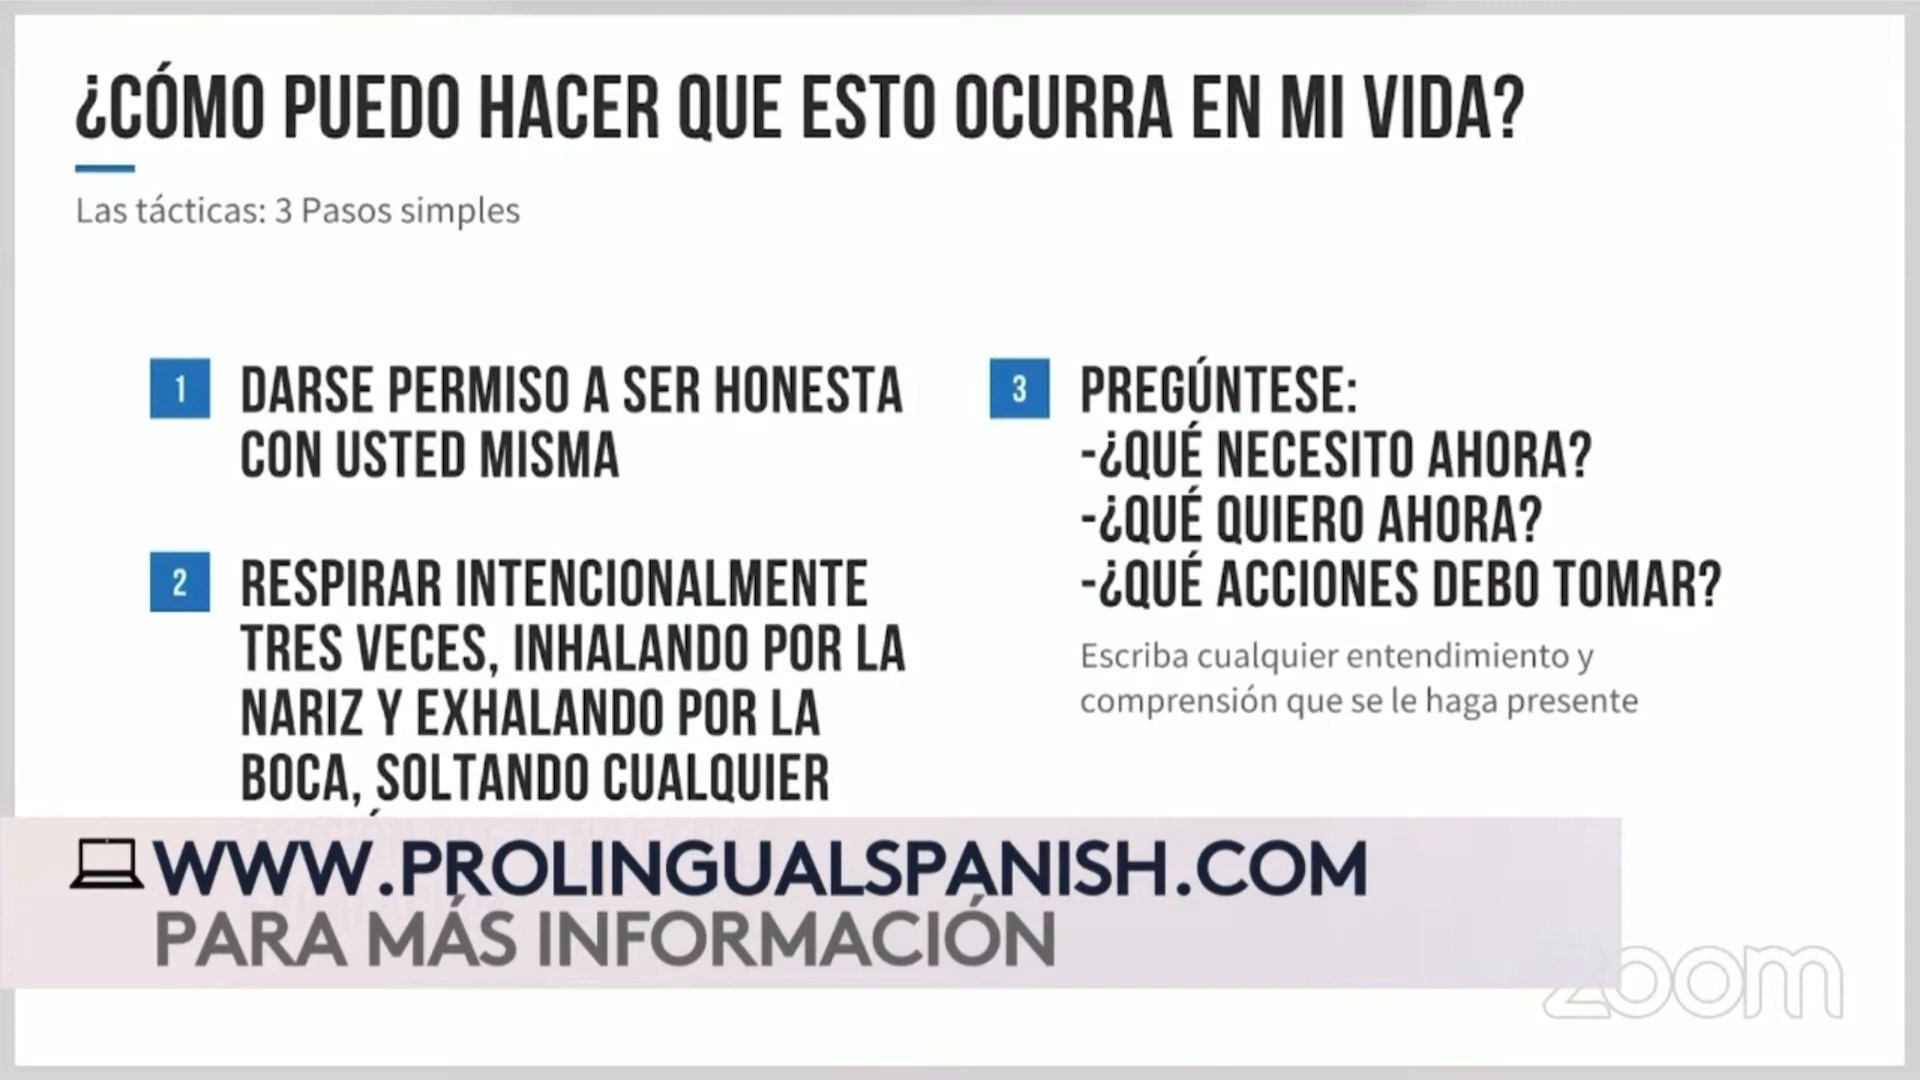 ¿CÓMO PUEDO HACER QUE ESTO OCURRA EN MI VIDA?
Las tácticas: 3 Pasos simples
1 DARSE PERMISO A SER HONESTA
CON USTED MISMA
2 RESPIRAR INTENCIONALMENTE
TRES VECES, INHALANDO POR LA
NARIZ Y EXHALANDO POR LA
BOCA, SOLTANDO CUALQUIER
3 PREGÚNTESE:
-¿QUÉ NECESITO AHORA?
-¿QUÉ QUIERO AHORA?
-¿QUÉ ACCIONES DEBO TOMAR?
Escriba cualquier entendimiento y
comprensión que se le haga presente
WWW.PROLINGUALSPANISH.COM
PARA MÁS INFORMACIÓN
zoom